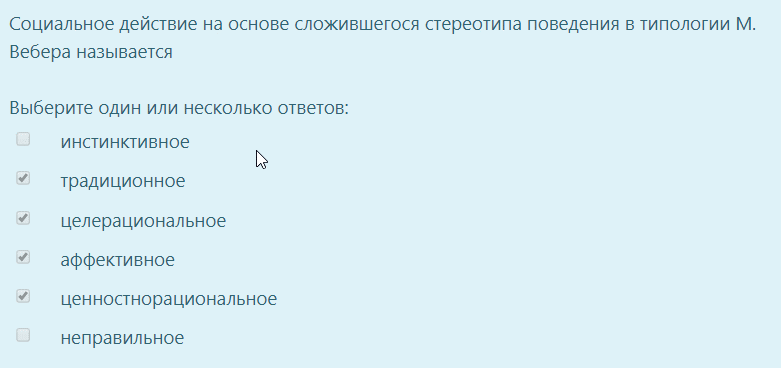 Социальное действие на основе сложившегося стереотипа поведения в типологии М.
Вебера называется
Выберите один или несколько ответов:
инстинктивное
традиционное
целерациональное
аффективное
ценностнорациональное
неправильное